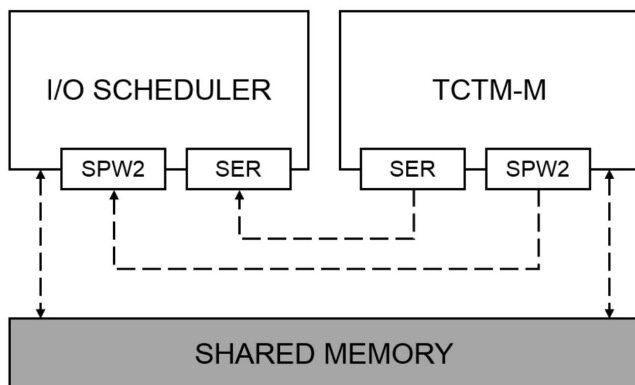 I/O SCHEDULER
TCTM-M
SPW2
SER
SER
SPW2
SHARED MEMORY